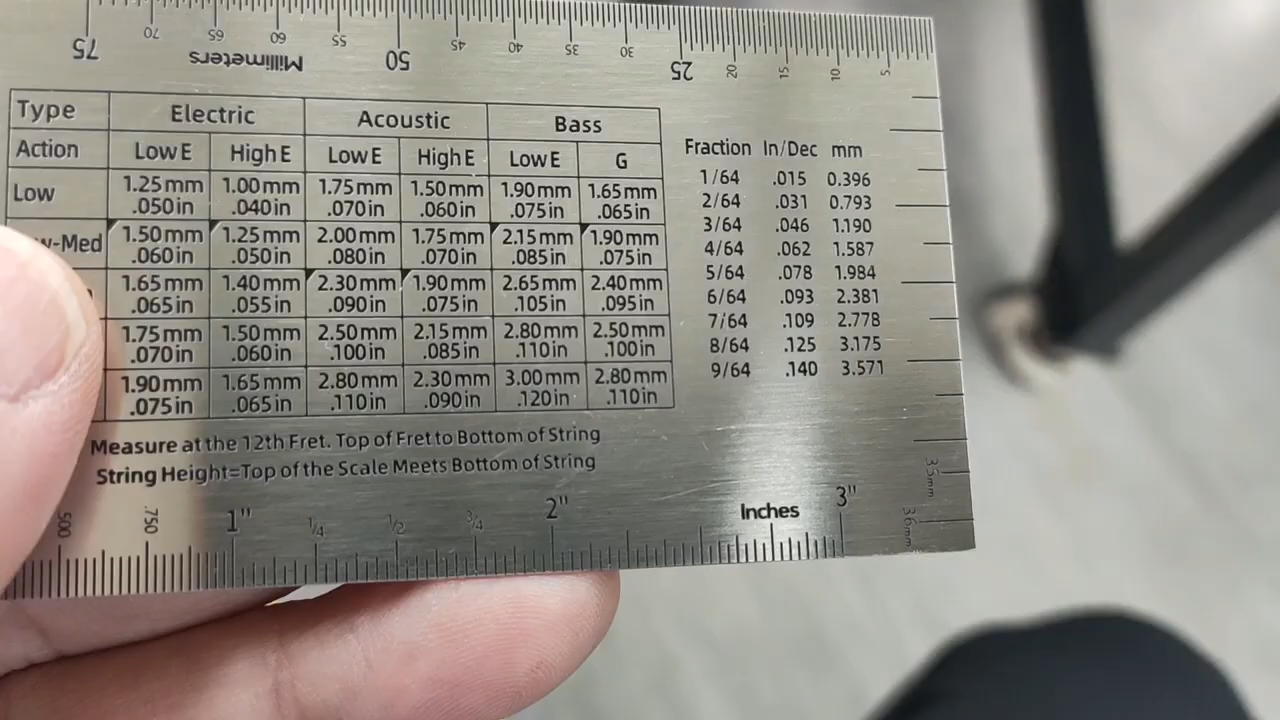 75 70 65 60 55 50 45 40 35 30 25 20 15 10 5
Millimeters
Type Electric Acoustic Bass
Action Low E High E Low E High E Low E G
Low 1.25mm 1.00mm 1.75mm 1.50mm 1.90mm 1.65mm
.050in .040in .070in .060in .075in .065in
w-Med 1.50mm 1.25mm 2.00mm 1.75mm 2.15mm 1.90mm
.060in .050in .080in .070in .085in .075in
1.65mm 1.40mm 2.30mm 1.90mm 2.65mm 2.40mm
.065in .055in .090in .075in .105in .095in
1.75mm 1.50mm 2.50mm 2.15mm 2.80mm 2.50mm
.070in .060in .100in .085in .110in .100in
1.90mm 1.65mm 2.80mm 2.30mm 3.00mm 2.80mm
.075in .065in .110in .090in .120in .110in
Measure at the 12th Fret. Top of Fret to Bottom of String
String Height=Top of the Scale Meets Bottom of String
Fraction In/Dec mm
1/64 .015 0.396
2/64 .031 0.793
3/64 .046 1.190
4/64 .062 1.587
5/64 .078 1.984
6/64 .093 2.381
7/64 .109 2.778
8/64 .125 3.175
9/64 .140 3.571
35mm
36mm
500 750 1" 1/4 1/2 3/4 2" Inches 3"